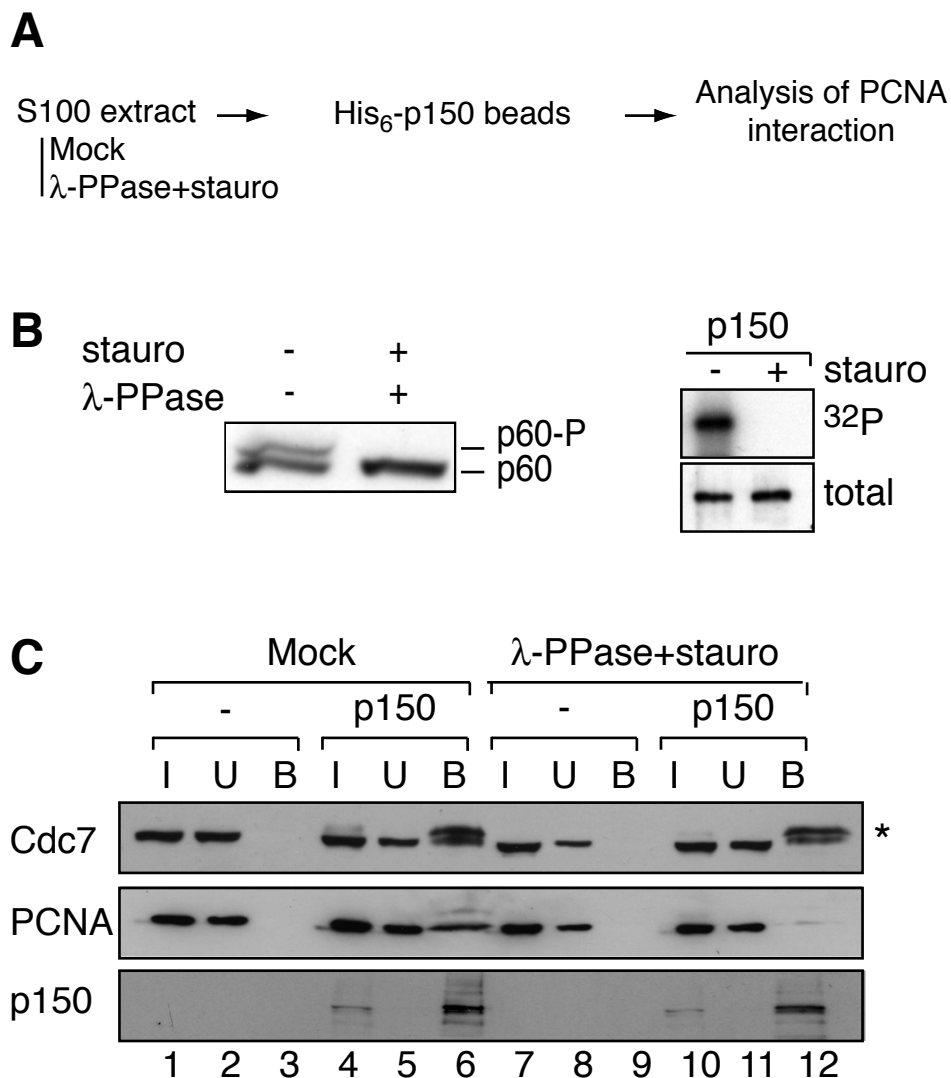 A
S100 extract
Mock
λ-PPase+stauro
His6-p150 beads
Analysis of PCNA
interaction
B
stauro - +
λ-PPase - +
p60-P
p60
p150
- + stauro
32P
total
C
Mock λ-PPase+stauro
- p150 - p150
I U B I U B I U B I U B
Cdc7 *
PCNA
p150
1 2 3 4 5 6 7 8 9 10 11 12